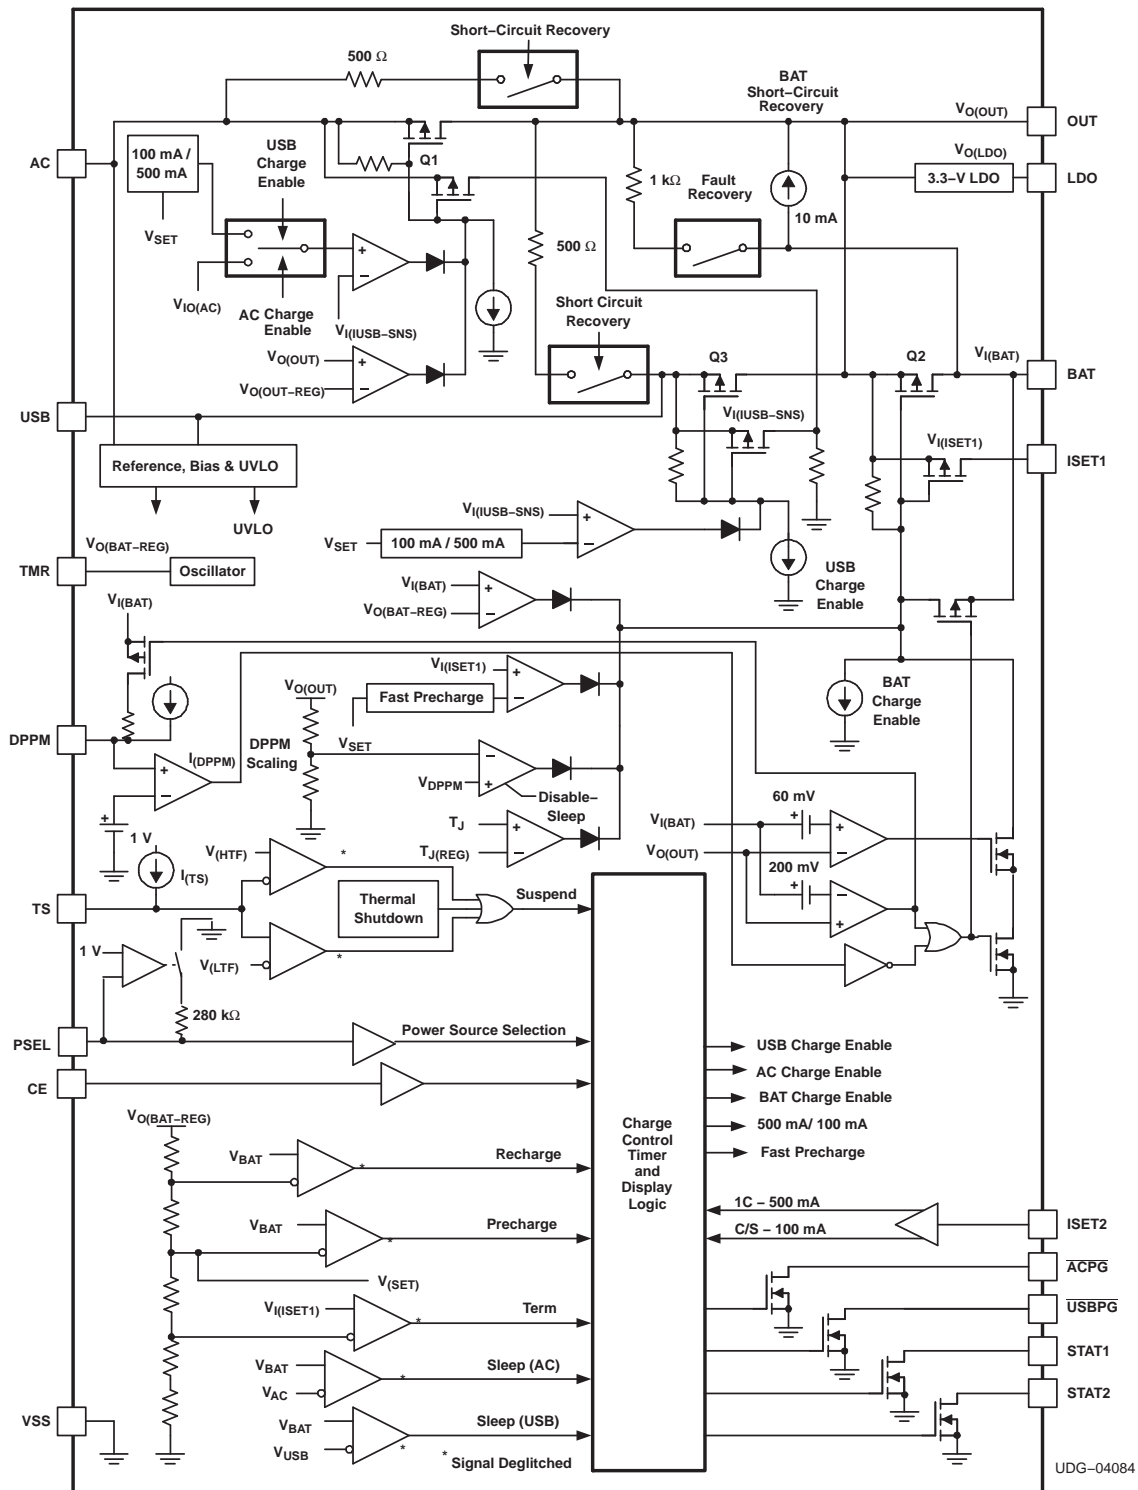 Short–Circuit Recovery
500 Ω
BAT
Short–Circuit
Recovery
VO(OUT)
OUT
AC
100 mA /
500 mA
USB
Charge
Enable
Q1
VO(LDO)
3.3–V LDO
LDO
1 kΩ
Fault
Recovery
10 mA
VSET
500 Ω
VIO(AC)
AC Charge
Enable
VI(IUSB–SNS)
Short Circuit
Recovery
VO(OUT)
VO(OUT–REG)
Q3
Q2
VI(BAT)
BAT
USB
VI(IUSB–SNS)
VI(ISET1)
ISET1
Reference, Bias & UVLO
UVLO
VI(IUSB–SNS)
VSET
100 mA / 500 mA
VO(BAT–REG)
TMR
Oscillator
USB
Charge
Enable
VI(BAT)
VO(BAT–REG)
VI(BAT)
VI(ISET1)
Fast Precharge
VO(OUT)
VSET
BAT
Charge
Enable
DPPM
I(DPPM)
DPPM
Scaling
VDPPM
Disable–
Sleep
60 mV
1 V
TJ
TJ(REG)
VI(BAT)
VO(OUT)
200 mV
V(HTF)
*
I(TS)
TS
Thermal
Shutdown
Suspend
1 V
V(LTF)
*
280 kΩ
PSEL
Power Source Selection
CE
USB Charge Enable
AC Charge Enable
BAT Charge Enable
500 mA/ 100 mA
Fast Precharge
VO(BAT–REG)
Charge
Control
Timer
and
Display
Logic
VBAT
*
Recharge
VBAT
*
Precharge
1C – 500 mA
C/S – 100 mA
ISET2
V(SET)
ACPG
VI(ISET1)
*
Term
USBPG
VBAT
VAC
*
Sleep (AC)
STAT1
STAT2
VSS
VBAT
VUSB
*
Sleep (USB)
* Signal Deglitched
UDG–04084